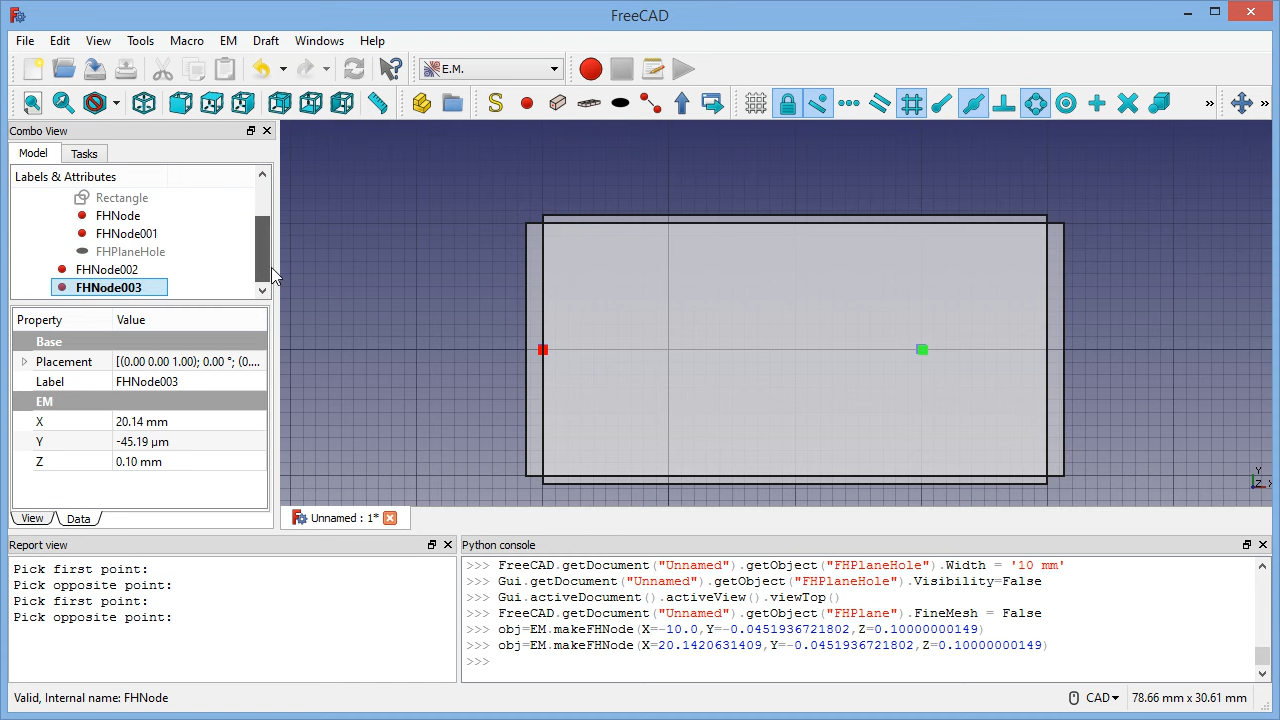 FreeCAD
File Edit View Tools Macro EM Draft Windows Help
E.M.
Combo View
Model Tasks
Labels & Attributes
Rectangle
FHNode
FHNode001
FHPlaneHole
FHNode002
FHNode003
Property Value
Base
Placement [(0.00 0.00 1.00); 0.00 °; (0....
Label FHNode003
EM
X 20.14 mm
Y -45.19 µm
Z 0.10 mm
View Data
Y
Z X
Unnamed : 1*
Report view
Pick first point:
Pick opposite point:
Pick first point:
Pick opposite point:
Python console
>>> FreeCAD.getDocument("Unnamed").getObject("FHPlaneHole").Width = '10 mm'
>>> Gui.getDocument("Unnamed").getObject("FHPlaneHole").Visibility=False
>>> Gui.activeDocument().activeView().viewTop()
>>> FreeCAD.getDocument("Unnamed").getObject("FHPlane").FineMesh = False
>>> obj=EM.makeFHNode(X=-10.0,Y=-0.0451936721802,Z=0.10000000149)
>>> obj=EM.makeFHNode(X=20.1420631409,Y=-0.0451936721802,Z=0.10000000149)
>>>
Valid, Internal name: FHNode
CAD 78.66 mm x 30.61 mm